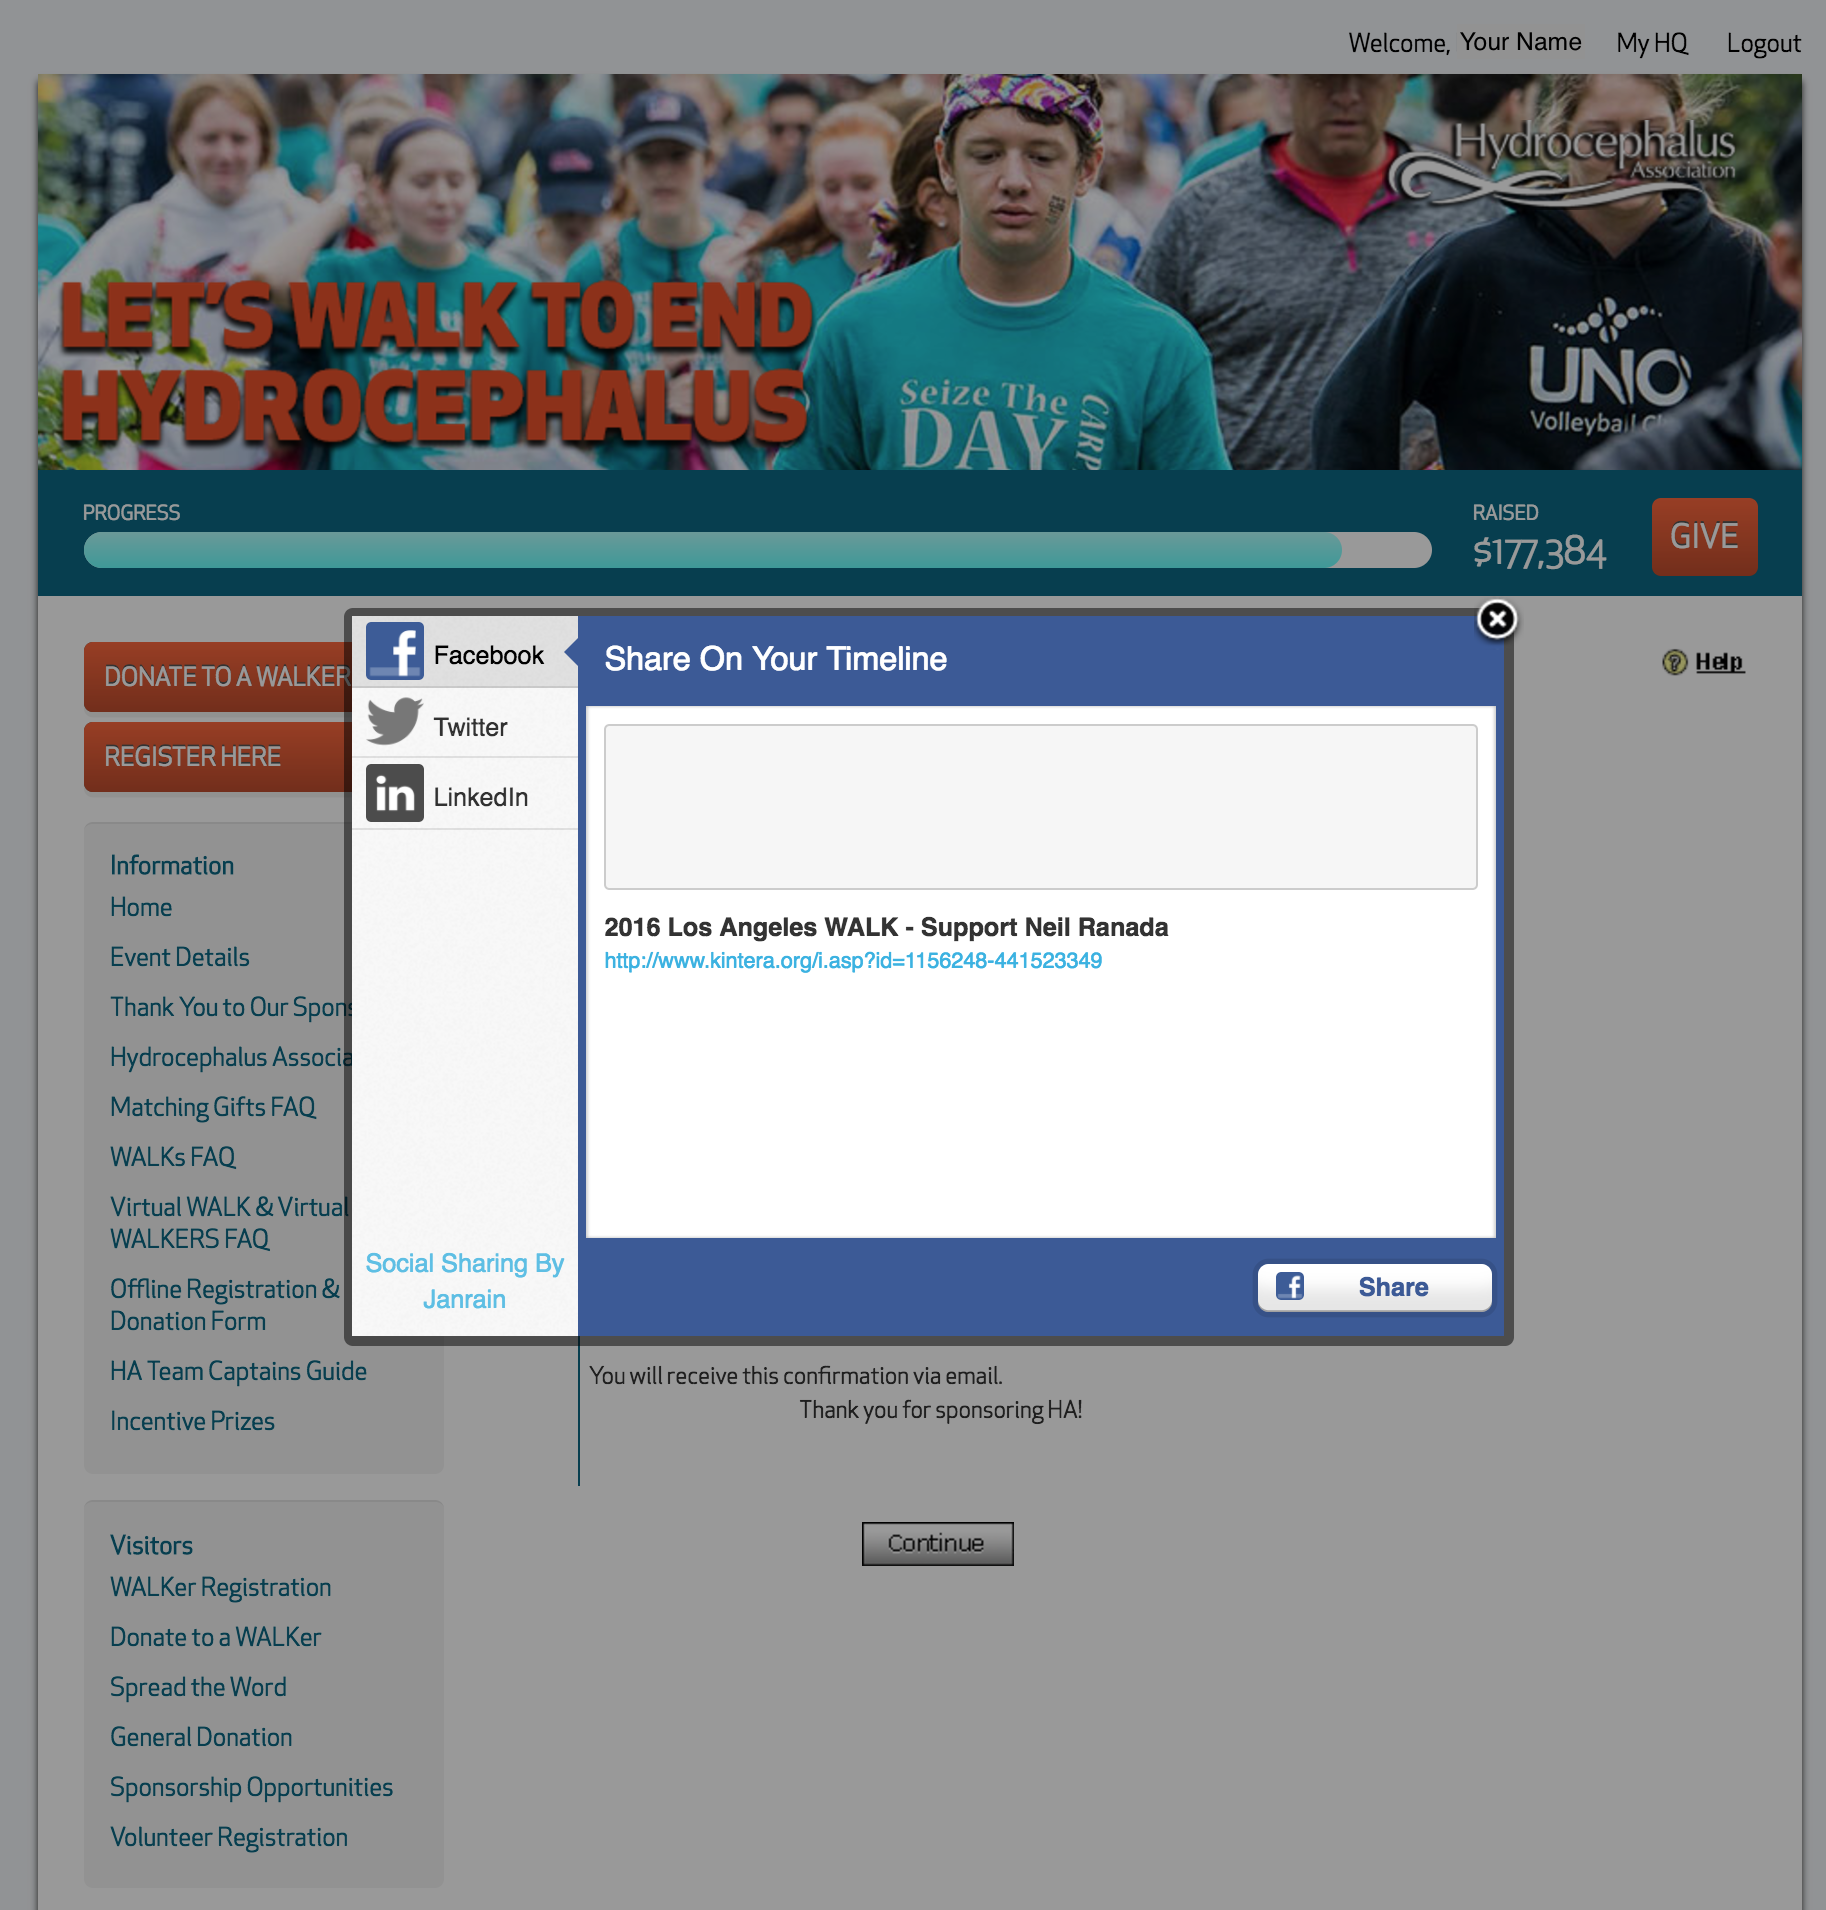 Welcome, Your Name
My HQ
Logout
Hydrocephalus
Association
LET'S WALK TO END
HYDROCEPHALUS
Seize The
DAY
CARP
UNO
Volleyball
PROGRESS
RAISED
$177,384
GIVE
DONATE TO A WALKER
REGISTER HERE
Information
Home
Event Details
Thank You to Our
Hydrocephalus
Matching Gifts FAQ
WALKs FAQ
Virtual WALK & Virtual
WALKERS FAQ
Offline Registration &
Donation Form
HA Team Captains Guide
Incentive Prizes
Visitors
WALKer Registration
Donate to a WALKer
Spread the Word
General Donation
Sponsorship Opportunities
Volunteer Registration
Facebook
Twitter
in LinkedIn
Social Sharing By
Janrain
Share On Your Timeline
2016 Los Angeles WALK - Support Neil Ranada
http://www.kintera.org/i.asp?id=1156248-441523349
Share
Help
You will receive this confirmation via email.
Thank you for sponsoring HA!
Continue